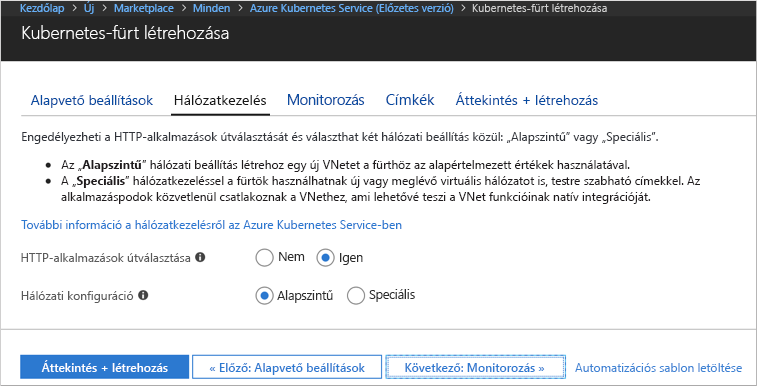 Kezdőlap > Új > Marketplace > Minden > Azure Kubernetes Service (Előzetes verzió) > Kubernetes-fürt létrehozása
Kubernetes-fürt létrehozása
Alapvető beállítások Hálózatkezelés Monitorozás Címkék Áttekintés + létrehozás
Engedélyezheti a HTTP-alkalmazások útválasztását és választhat két hálózati beállítás közül: „Alapszintű” vagy „Speciális”.
• Az „Alapszintű” hálózati beállítás létrehoz egy új VNetet a fürthöz az alapértelmezett értékek használatával.
• A „Speciális” hálózatkezeléssel a fürtök használhatnak új vagy meglévő virtuális hálózatot is, testre szabható címekkel. Az
alkalmazáspodok közvetlenül csatlakoznak a VNethez, ami lehetővé teszi a VNet funkcióinak natív integrációját.
További információ a hálózatkezelésről az Azure Kubernetes Service-ben
HTTP-alkalmazások útválasztása Nem Igen
Hálózati konfiguráció Alapszintű Speciális
Áttekintés + létrehozás « Előző: Alapvető beállítások Következő: Monitorozás » Automatizációs sablon letöltése